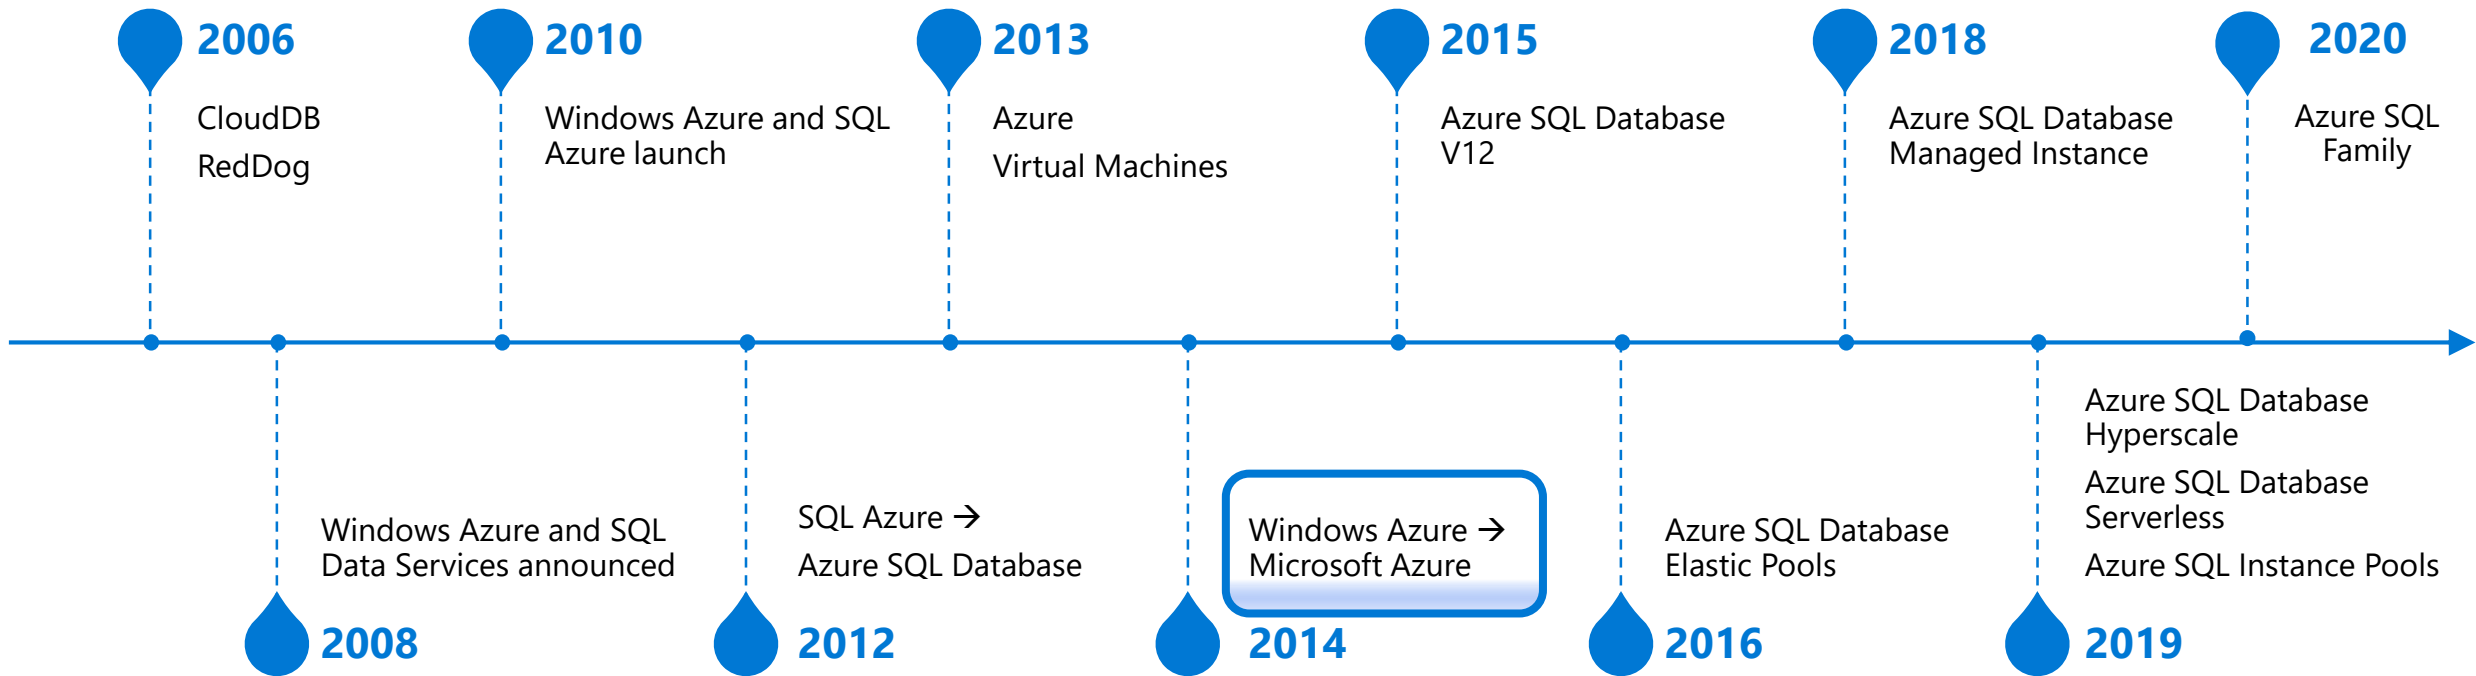 2006
CloudDB
RedDog
2010
Windows Azure and SQL
Azure launch
2013
Azure
Virtual Machines
2015
Azure SQL Database
V12
2018
Azure SQL Database
Managed Instance
2020
Azure SQL
Family
Windows Azure and SQL
Data Services announced
2008
SQL Azure →
Azure SQL Database
2012
Windows Azure →
Microsoft Azure
2014
Azure SQL Database
Elastic Pools
2016
Azure SQL Database
Hyperscale
Azure SQL Database
Serverless
Azure SQL Instance Pools
2019